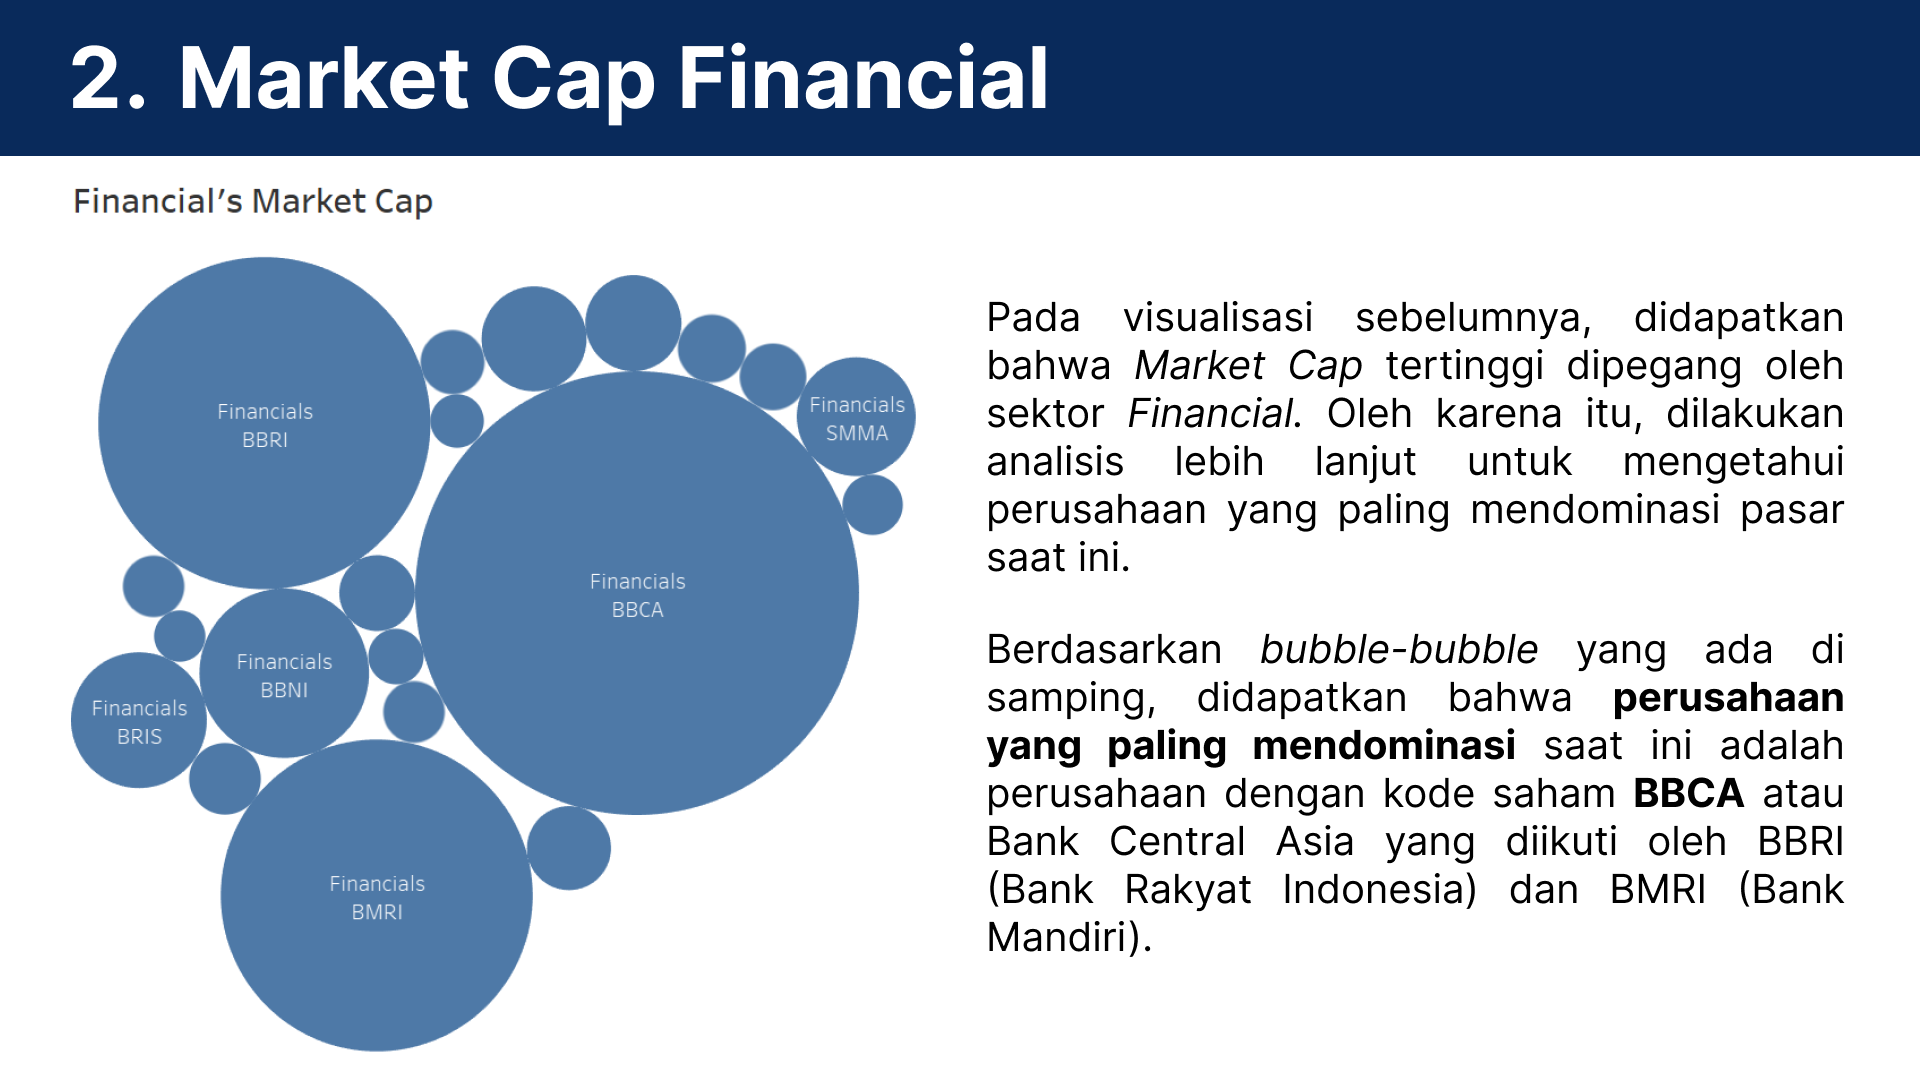 2. Market Cap Financial
Financial's Market Cap
Financials
BBRI
Financials
SMMA
Financials
BBCA
Financials
BBNI
Financials
BRIS
Financials
BMRI
Pada visualisasi sebelumnya, didapatkan
bahwa Market Cap tertinggi dipegang oleh
sektor Financial. Oleh karena itu, dilakukan
analisis lebih lanjut untuk mengetahui
perusahaan yang paling mendominasi pasar
saat ini.
Berdasarkan bubble-bubble yang ada di
samping, didapatkan bahwa perusahaan
yang paling mendominasi saat ini adalah
perusahaan dengan kode saham BBCA atau
Bank Central Asia yang diikuti oleh BBRI
(Bank Rakyat Indonesia) dan BMRI (Bank
Mandiri).